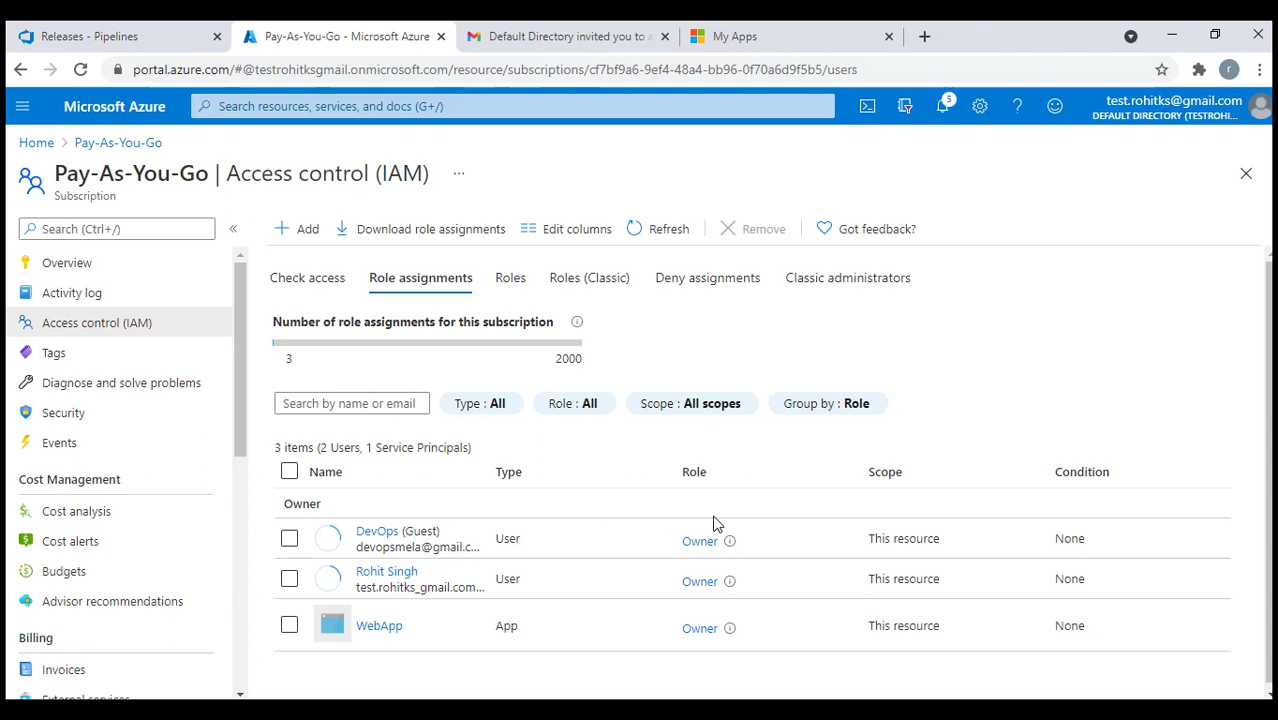 Releases - Pipelines
Pay-As-You-Go - Microsoft Azure
Default Directory invited you to a
My Apps
portal.azure.com/#@testrohitksgmail.onmicrosoft.com/resource/subscriptions/cf7bf9a6-9ef4-48a4-bb96-0f70a6d9f5b5/users
r
Microsoft Azure
Search resources, services, and docs (G+/)
5
test.rohitks@gmail.com
DEFAULT DIRECTORY (TESTROHI...
Home > Pay-As-You-Go
Pay-As-You-Go | Access control (IAM) ...
Subscription
Search (Ctrl+/)
Overview
Activity log
Access control (IAM)
Tags
Diagnose and solve problems
Security
Events
Cost Management
Cost analysis
Cost alerts
Budgets
Advisor recommendations
Billing
Invoices
External services
Add
Download role assignments
Edit columns
Refresh
Remove
Got feedback?
Check access
Role assignments
Roles
Roles (Classic)
Deny assignments
Classic administrators
Number of role assignments for this subscription
3
2000
Search by name or email
Type : All
Role : All
Scope : All scopes
Group by : Role
3 items (2 Users, 1 Service Principals)
Name Type Role Scope Condition
Owner
DevOps (Guest)
devopsmela@gmail.c...
User Owner This resource None
Rohit Singh
test.rohitks_gmail.com...
User Owner This resource None
WebApp App Owner This resource None